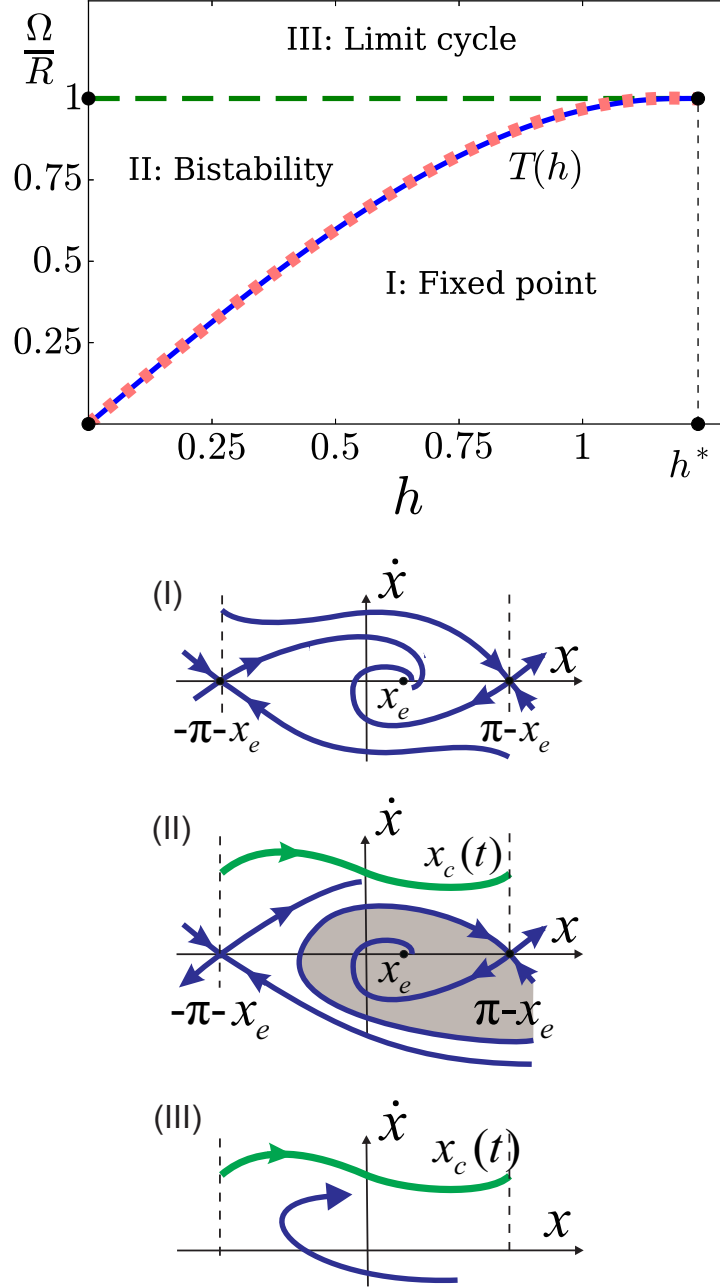 Ω/R
III: Limit cycle
1
II: Bistability
T(h)
0.75
0.5
I: Fixed point
0.25
0.25 0.5 0.75 1 h*
h
(I)
ẋ
x
x_e
-π-x_e π-x_e
(II)
ẋ
x_c(t)
x
x_e
-π-x_e π-x_e
(III)
ẋ
x_c(t)
x